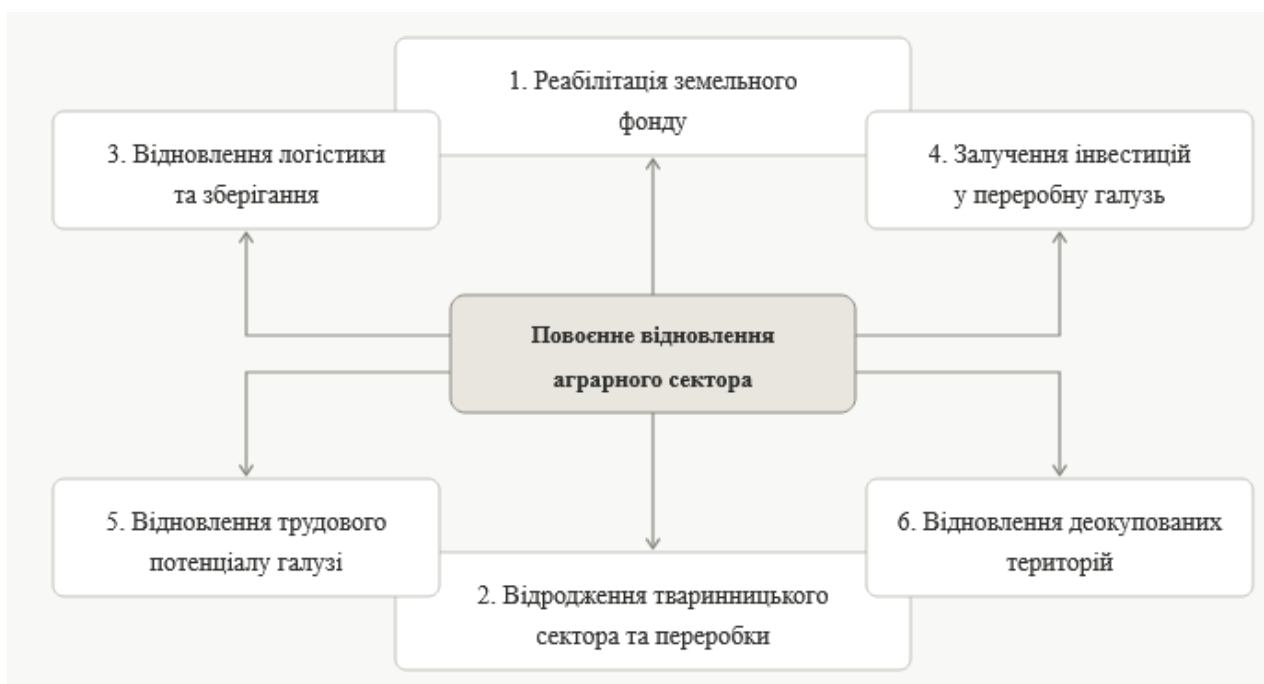 1. Реабілітація земельного
фонду
3. Відновлення логістики
та зберігання
4. Залучення інвестицій
у переробну галузь
Повоєнне відновлення
аграрного сектора
5. Відновлення трудового
потенціалу галузі
6. Відновлення деокупованих
територій
2. Відродження тваринницького
сектора та переробки